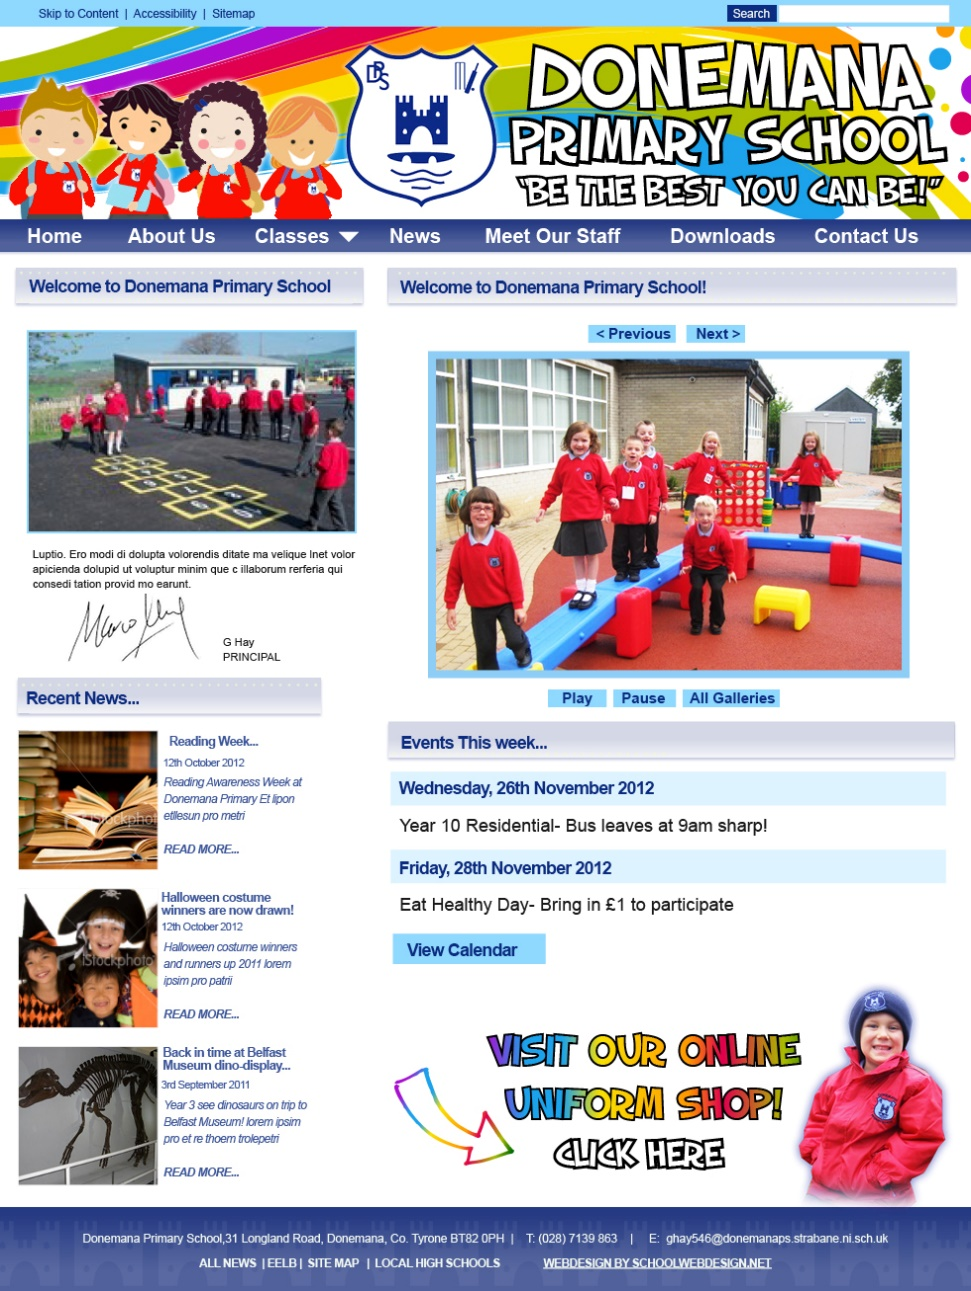 Skip to Content | Accessibility | Sitemap
Search
DPS
DONEMANA
PRIMARY SCHOOL
"BE THE BEST YOU CAN BE!"
Home About Us Classes News Meet Our Staff Downloads Contact Us
Welcome to Donemana Primary School
Luptio. Ero modi di dolupta volorendis ditate ma velique lnet volor
apicienda dolupid ut voluptur minim que c illaborum rerferia qui
consedi tation provid mo earunt.
G Hay
PRINCIPAL
Recent News...
Reading Week...
12th October 2012
Reading Awareness Week at
Donemana Primary Et lipon
etllesun pro metri
READ MORE...
iStockphoto
Halloween costume
winners are now drawn!
12th October 2012
Halloween costume winners
and runners up 2011 lorem
ipsim pro patrii
READ MORE...
iStockphoto
Back in time at Belfast
Museum dino-display...
3rd September 2011
Year 3 see dinosaurs on trip to
Belfast Museum! lorem ipsim
pro et re thoern trolepetri
READ MORE...
Welcome to Donemana Primary School!
< Previous Next >
Play Pause All Galleries
Events This week...
Wednesday, 26th November 2012
Year 10 Residential- Bus leaves at 9am sharp!
Friday, 28th November 2012
Eat Healthy Day- Bring in £1 to participate
View Calendar
VISIT OUR ONLINE
UNIFORM SHOP!
CLICK HERE
Donemana Primary School,31 Longland Road, Donemana, Co. Tyrone BT82 0PH | T: (028) 7139 863 | E: ghay546@donemanaps.strabane.ni.sch.uk
ALL NEWS | EELB | SITE MAP | LOCAL HIGH SCHOOLS WEBDESIGN BY SCHOOLWEBDESIGN.NET